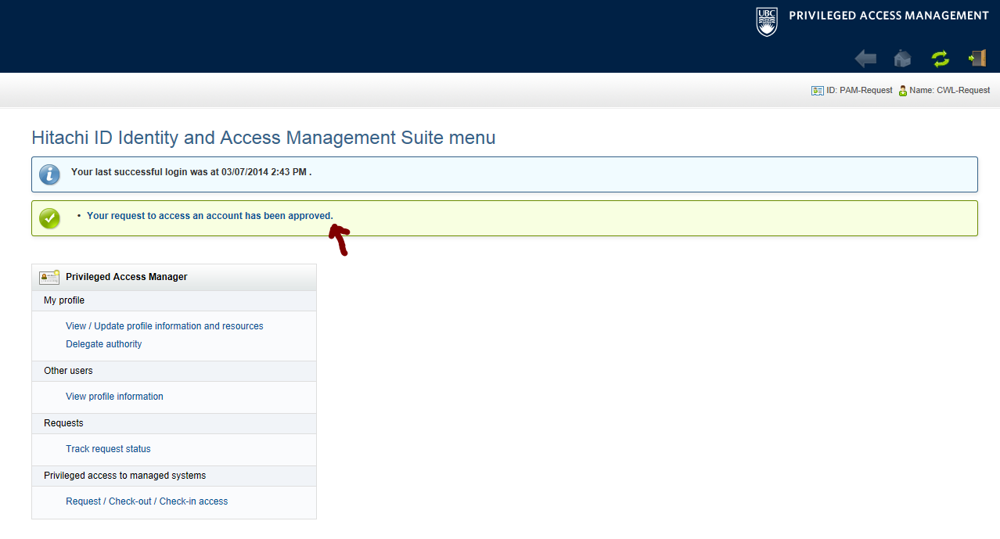 UBC
PRIVILEGED ACCESS MANAGEMENT
ID: PAM-Request Name: CWL-Request
Hitachi ID Identity and Access Management Suite menu
Your last successful login was at 03/07/2014 2:43 PM .
• Your request to access an account has been approved.
Privileged Access Manager
My profile
View / Update profile information and resources
Delegate authority
Other users
View profile information
Requests
Track request status
Privileged access to managed systems
Request / Check-out / Check-in access